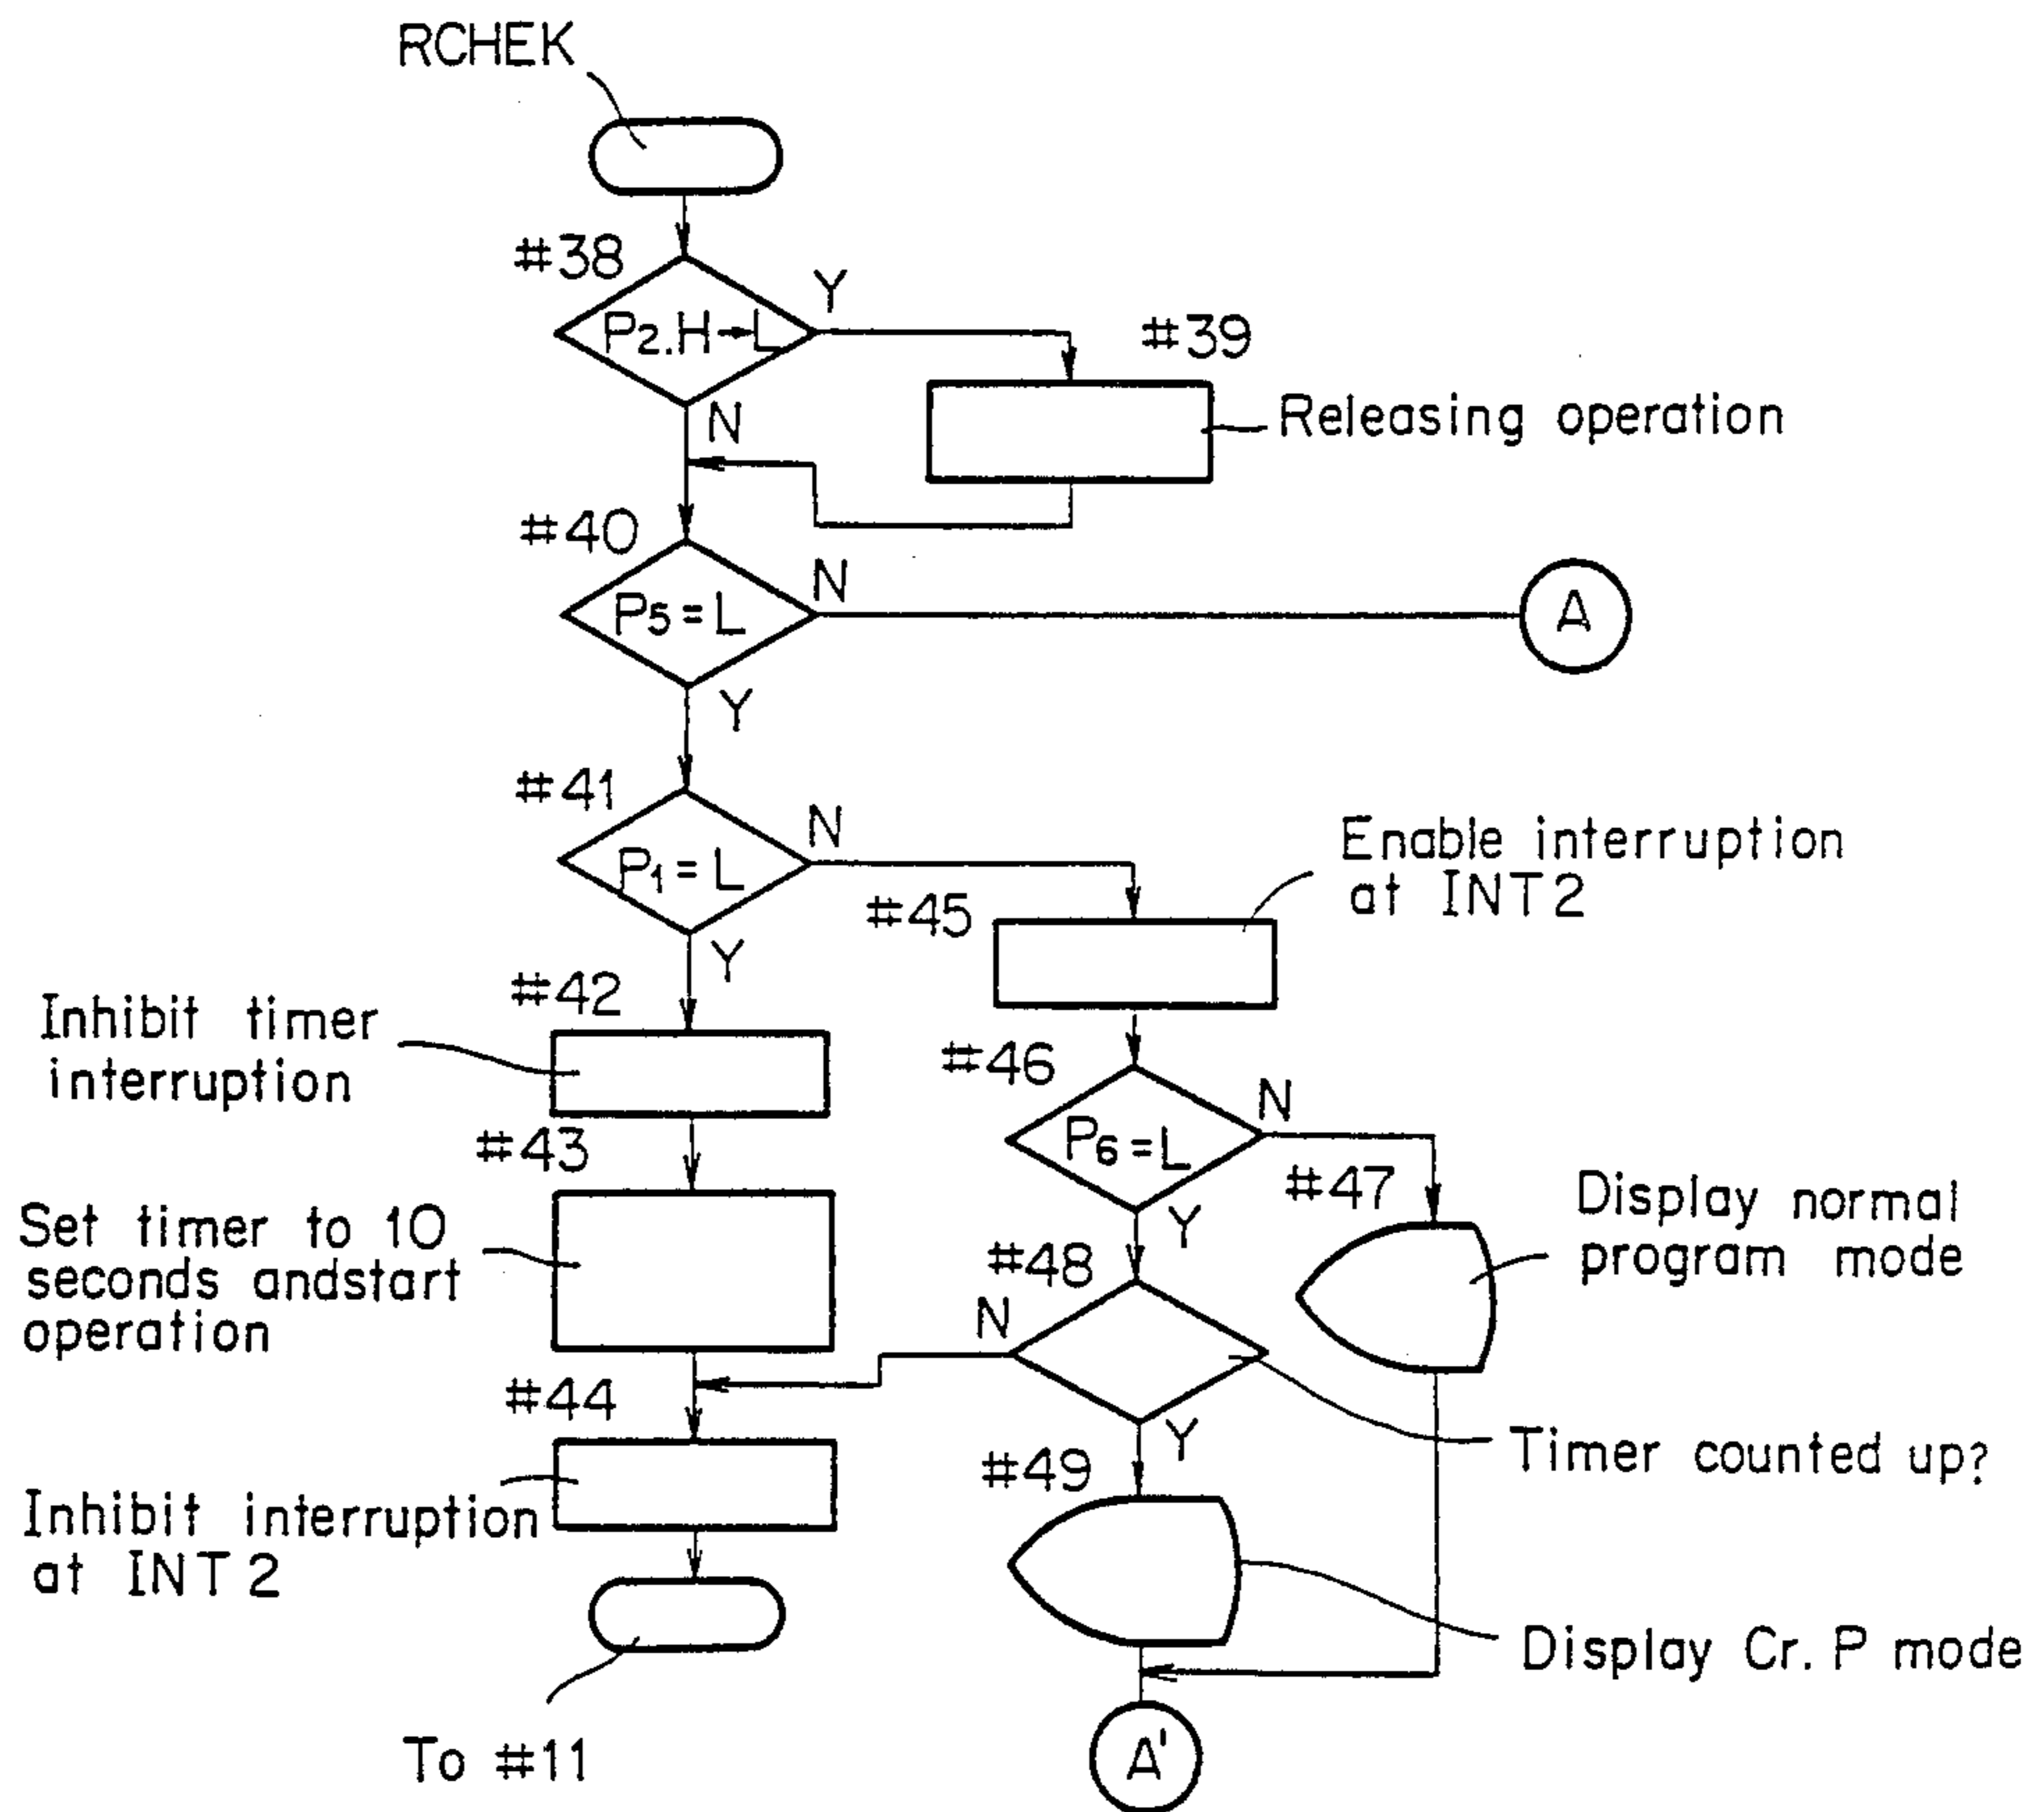 RCHEK
#38
P2.H→L
Y
N
#39
Releasing operation
#40
P5=L
N
Y
A
#41
P1=L
N
Y
Enable interruption
at INT2
#45
#42
Inhibit timer
interruption
#46
P6=L
N
Y
#43
Set timer to 10
seconds andstart
operation
#47
Display normal
program mode
#48
N
Y
Timer counted up?
#44
Inhibit interruption
at INT2
#49
Display Cr. P mode
To #11
A'